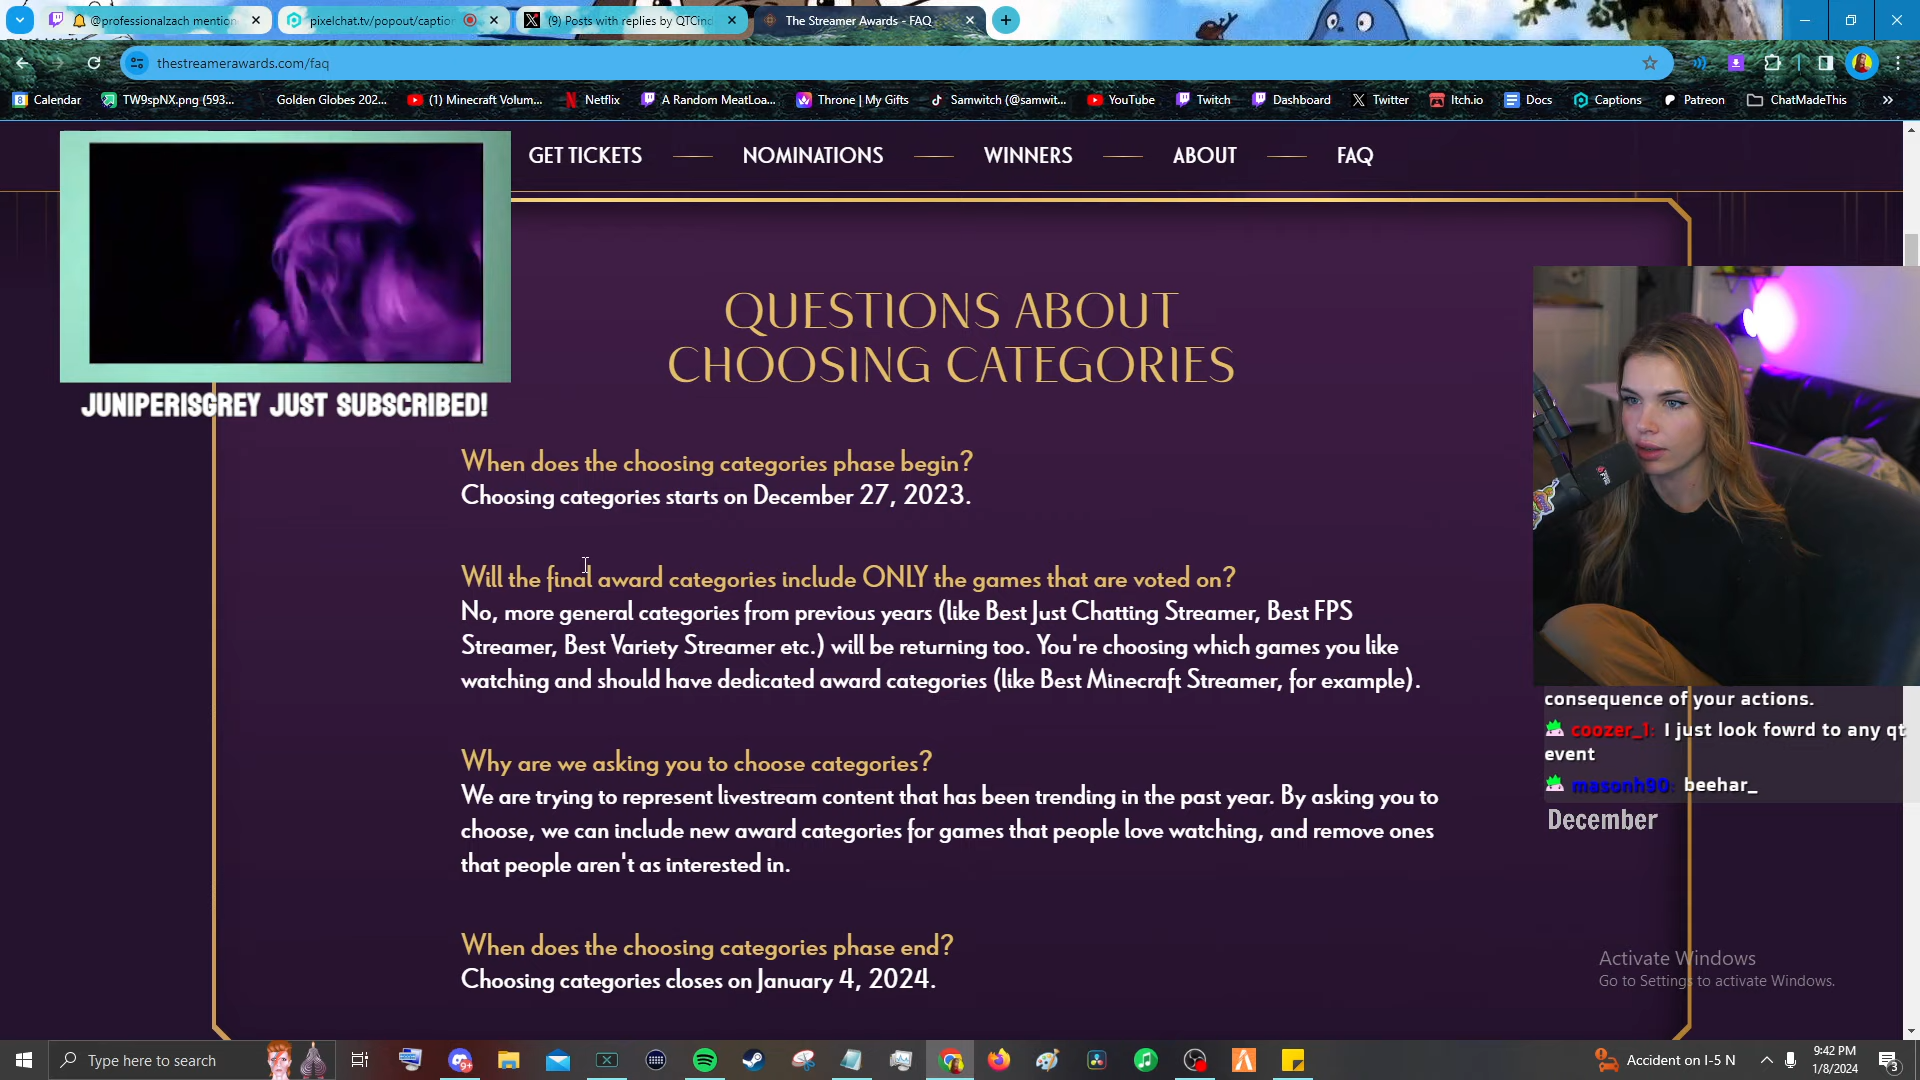 @professionalzach mention
pixelchat.tv/popout/captio
(9) Posts with replies by QTCind
The Streamer Awards - FAQ
thestreamerawards.com/faq
Calendar
TW9spNX.png (593...
Golden Globes 202...
(1) Minecraft Volum...
Netflix
A Random MeatLoa...
Throne | My Gifts
Samwitch (@samwit...
YouTube
Twitch
Dashboard
Twitter
Itch.io
Docs
Captions
Patreon
ChatMadeThis
GET TICKETS
NOMINATIONS
WINNERS
ABOUT
FAQ
JUNIPERISGREY JUST SUBSCRIBED!
QUESTIONS ABOUT
CHOOSING CATEGORIES
When does the choosing categories phase begin?
Choosing categories starts on December 27, 2023.
Will the final award categories include ONLY the games that are voted on?
No, more general categories from previous years (like Best Just Chatting Streamer, Best FPS
Streamer, Best Variety Streamer etc.) will be returning too. You're choosing which games you like
watching and should have dedicated award categories (like Best Minecraft Streamer, for example).
Why are we asking you to choose categories?
We are trying to represent livestream content that has been trending in the past year. By asking you to
choose, we can include new award categories for games that people love watching, and remove ones
that people aren't as interested in.
When does the choosing categories phase end?
Choosing categories closes on January 4, 2024.
consequence of your actions.
coozer_1: I just look fowrd to any qt
event
masonh90: beehar_
December
Activate Windows
Go to Settings to activate Windows.
Type here to search
Accident on I-5 N
9:42 PM
1/8/2024
3